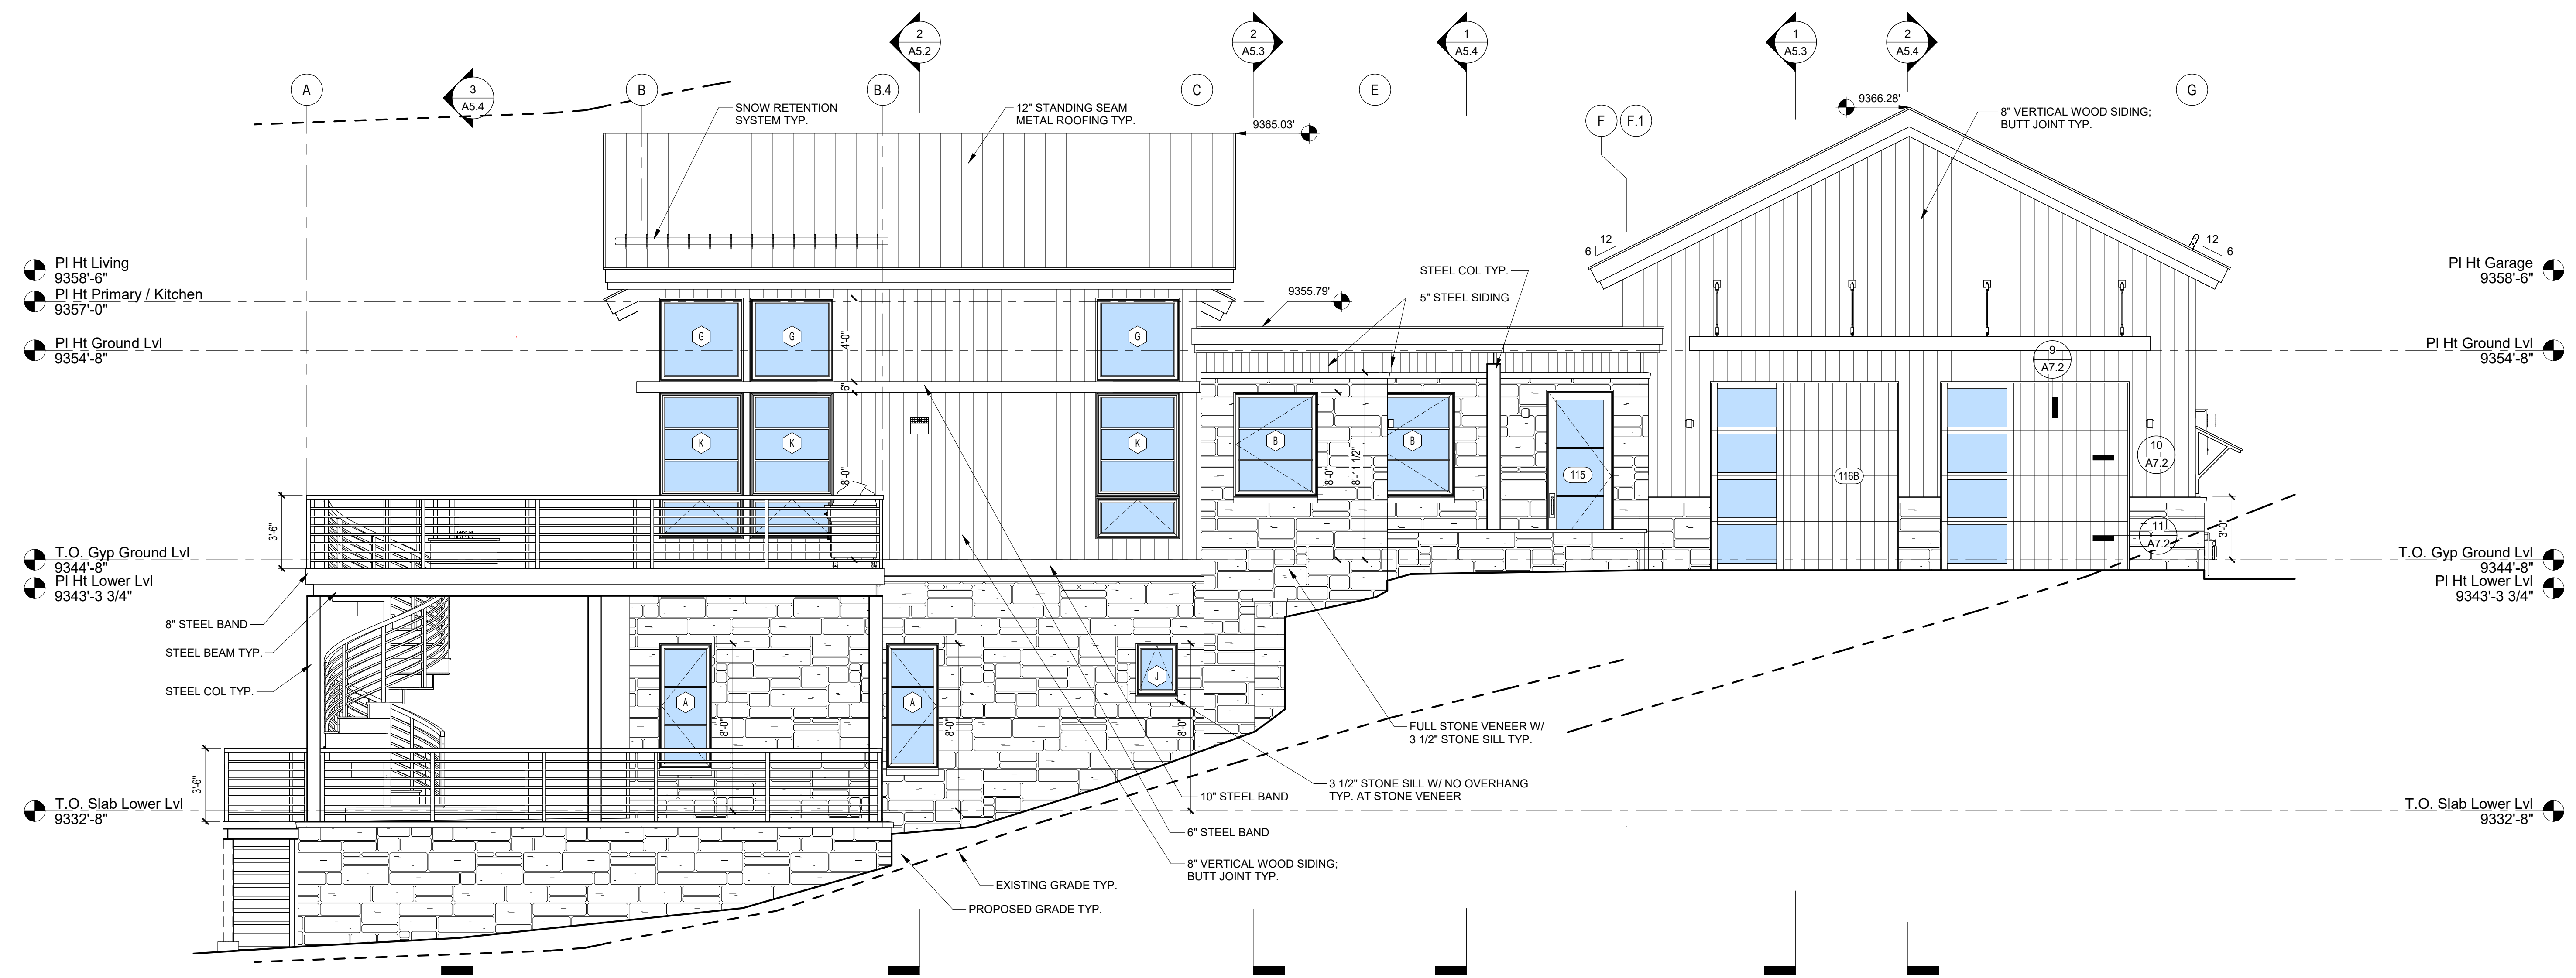 2
A5.2
2
A5.3
1
A5.4
1
A5.3
2
A5.4
3
A5.4
A
B
B.4
C
E
F
F.1
G
SNOW RETENTION
SYSTEM TYP.
12" STANDING SEAM
METAL ROOFING TYP.
9365.03'
9366.28'
8" VERTICAL WOOD SIDING;
BUTT JOINT TYP.
12
6
12
6
Pl Ht Living
9358'-6"
Pl Ht Primary / Kitchen
9357'-0"
Pl Ht Ground Lvl
9354'-8"
Pl Ht Garage
9358'-6"
Pl Ht Ground Lvl
9354'-8"
STEEL COL TYP.
5" STEEL SIDING
9355.79'
G
G
G
4'-0"
6"
K
K
K
8'-0"
B
B
8'-0"
8'-11 1/2"
115
116B
9
A7.2
10
A7.2
11
A7.2
3'-0"
3'-6"
T.O. Gyp Ground Lvl
9344'-8"
Pl Ht Lower Lvl
9343'-3 3/4"
T.O. Gyp Ground Lvl
9344'-8"
Pl Ht Lower Lvl
9343'-3 3/4"
8" STEEL BAND
STEEL BEAM TYP.
STEEL COL TYP.
A
A
J
8'-0"
8'-0"
8'-0"
FULL STONE VENEER W/
3 1/2" STONE SILL TYP.
3 1/2" STONE SILL W/ NO OVERHANG
TYP. AT STONE VENEER
3'-6"
T.O. Slab Lower Lvl
9332'-8"
T.O. Slab Lower Lvl
9332'-8"
10" STEEL BAND
6" STEEL BAND
8" VERTICAL WOOD SIDING;
BUTT JOINT TYP.
EXISTING GRADE TYP.
PROPOSED GRADE TYP.